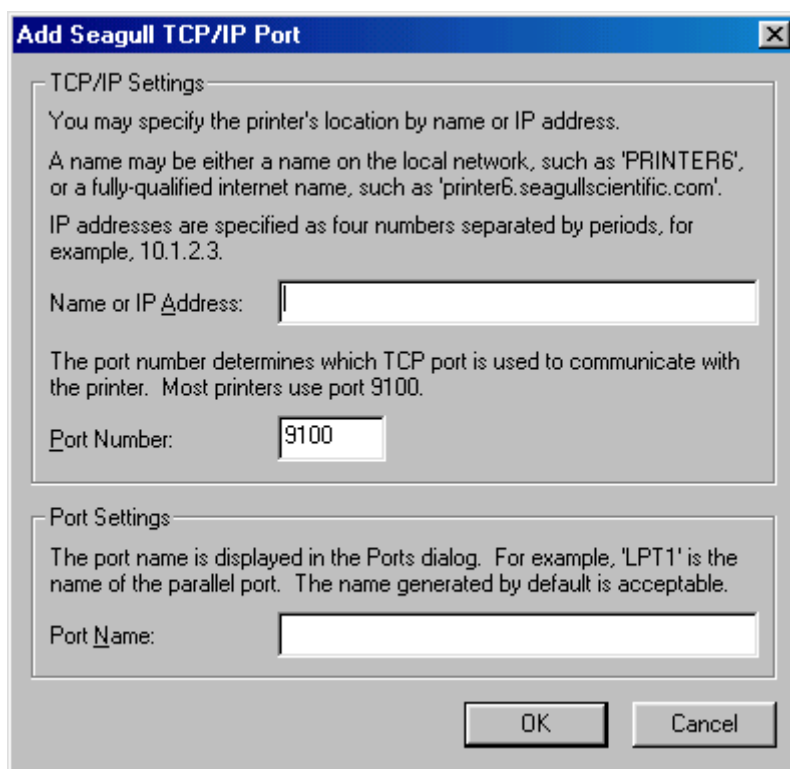 Add Seagull TCP/IP Port
TCP/IP Settings
You may specify the printer's location by name or IP address.
A name may be either a name on the local network, such as 'PRINTER6',
or a fully-qualified internet name, such as 'printer6.seagullscientific.com'.
IP addresses are specified as four numbers separated by periods, for
example, 10.1.2.3.
Name or IP Address:
The port number determines which TCP port is used to communicate with
the printer. Most printers use port 9100.
Port Number: 9100
Port Settings
The port name is displayed in the Ports dialog. For example, 'LPT1' is the
name of the parallel port. The name generated by default is acceptable.
Port Name:
OK Cancel